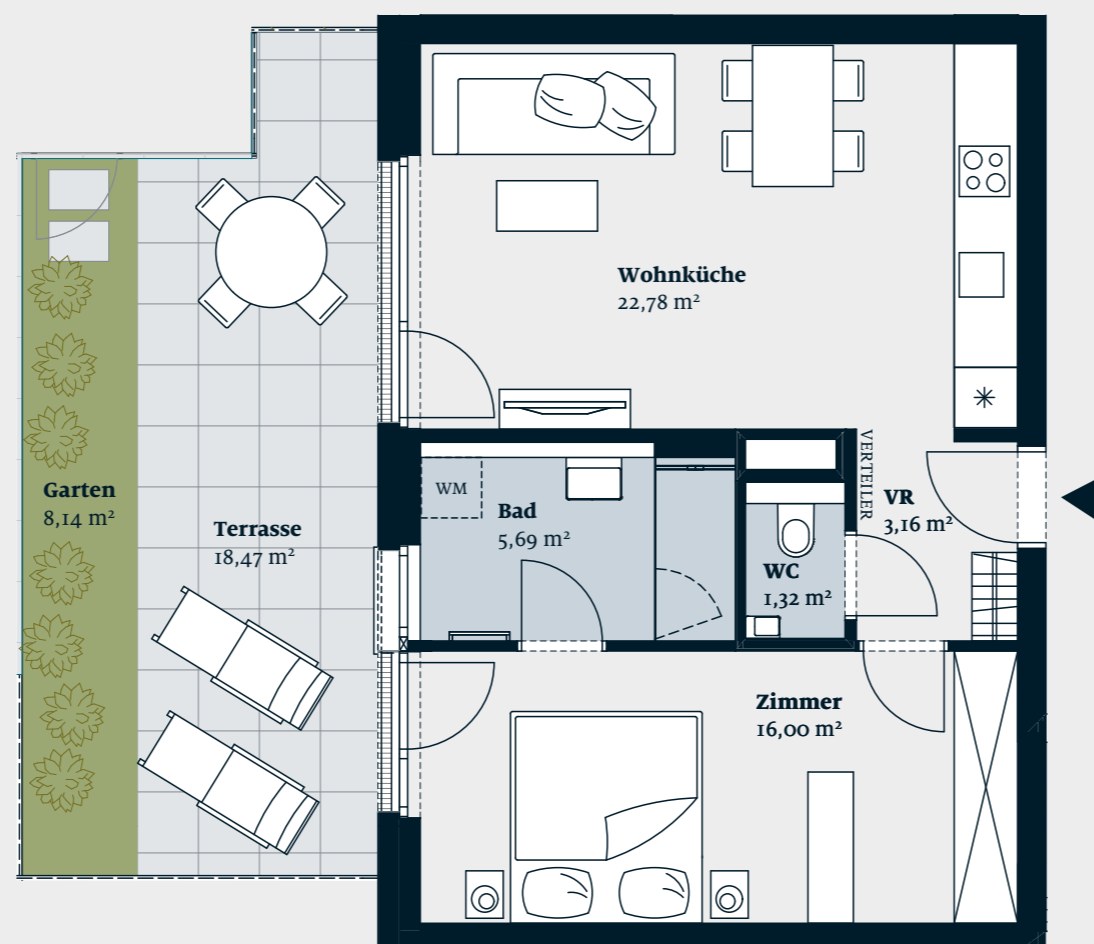 Wohnküche
22,78 m²
Garten
8,14 m²
Terrasse
18,47 m²
WM
Bad
5,69 m²
VERTEILER
VR
3,16 m²
WC
1,32 m²
Zimmer
16,00 m²